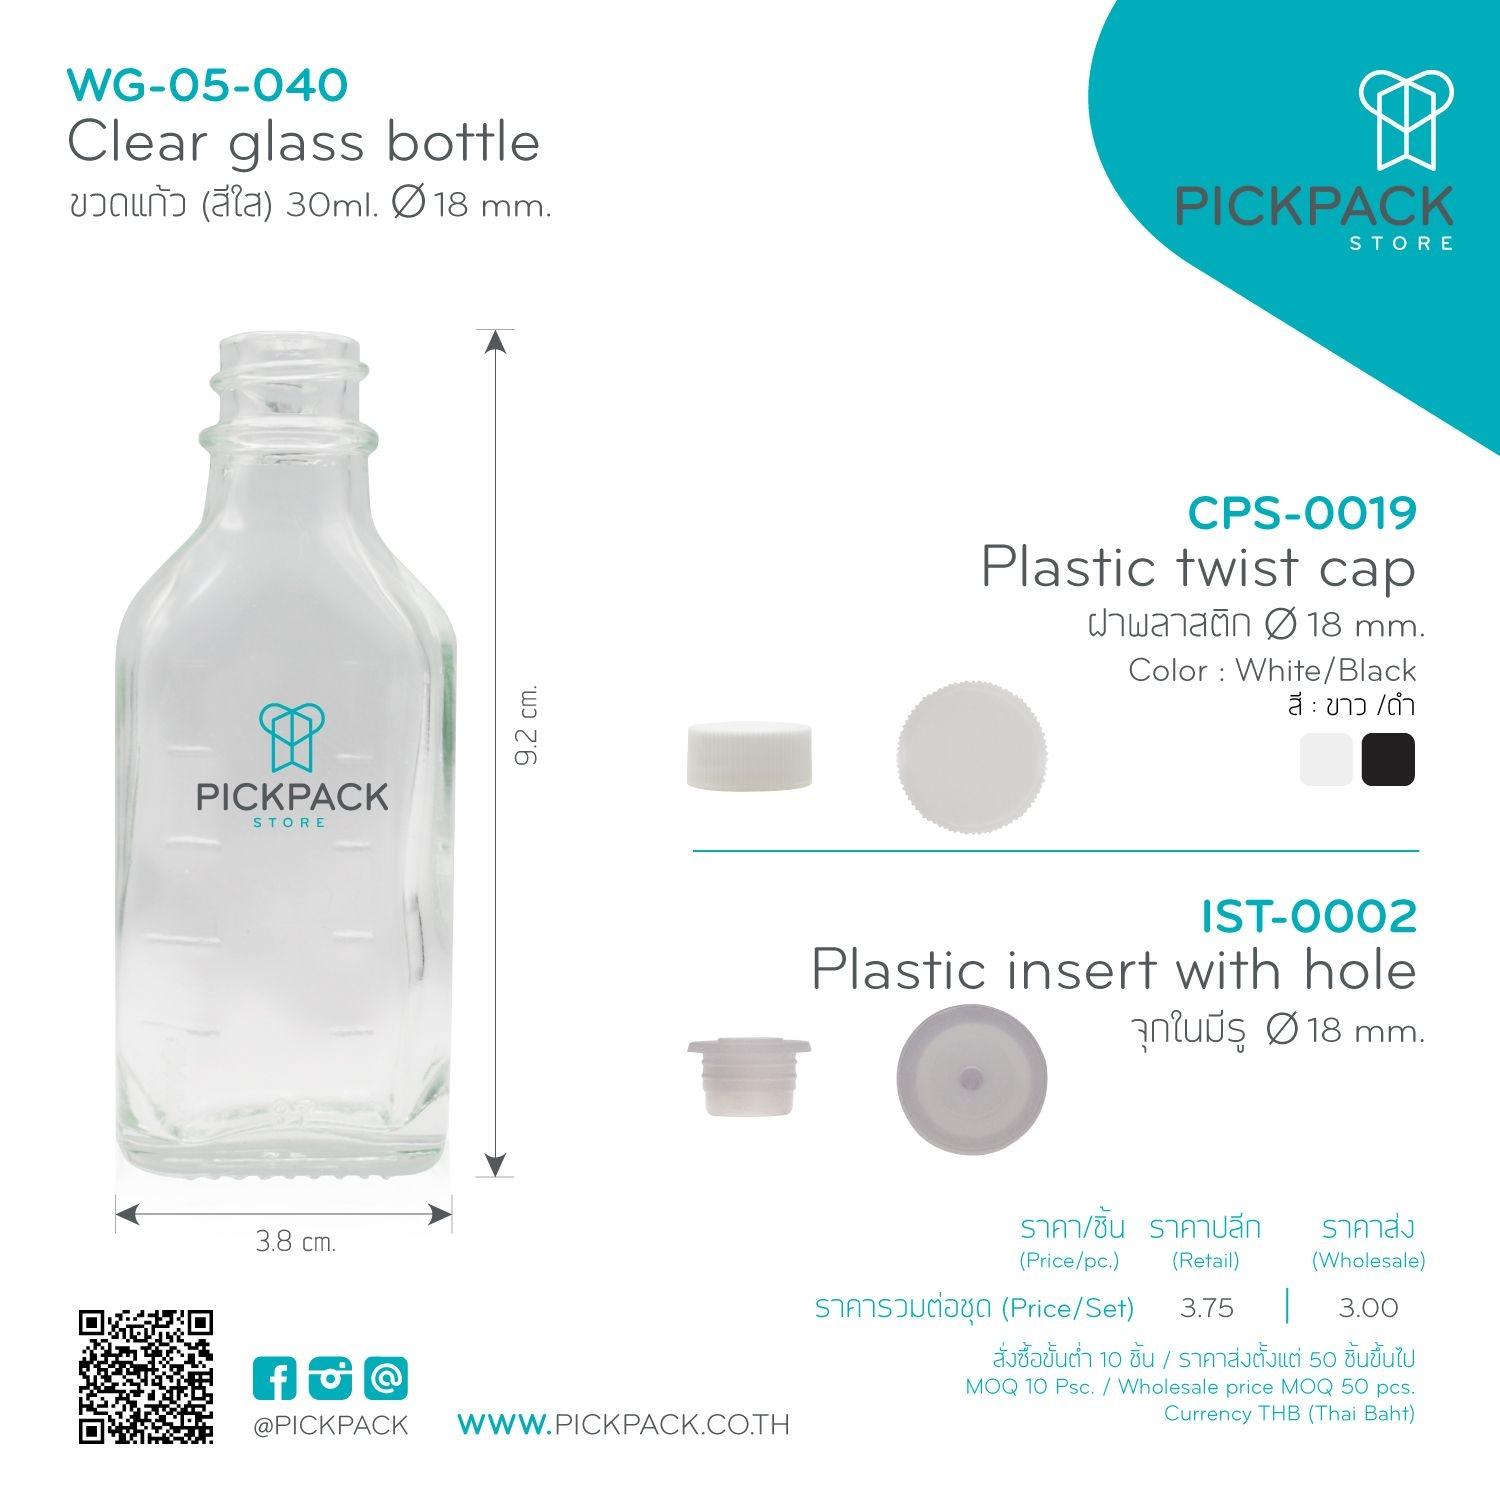 WG-05-040
Clear glass bottle
ขวดแก้ว (สีใส) 30ml. Ø 18 mm.
PICKPACK
STORE
9.2 cm.
PICKPACK
STORE
3.8 cm.
CPS-0019
Plastic twist cap
ฝาพลาสติก Ø 18 mm.
Color : White/Black
สี : ขาว /ดำ
IST-0002
Plastic insert with hole
จุกในมีรู Ø 18 mm.
ราคา/ชิ้น ราคาปลีก ราคาส่ง
(Price/pc.) (Retail) (Wholesale)
ราคารวมต่อชุด (Price/Set) 3.75 | 3.00
สั่งซื้อขั้นต่ำ 10 ชิ้น / ราคาส่งตั้งแต่ 50 ชิ้นขึ้นไป
MOQ 10 Psc. / Wholesale price MOQ 50 pcs.
Currency THB (Thai Baht)
@PICKPACK
WWW.PICKPACK.CO.TH